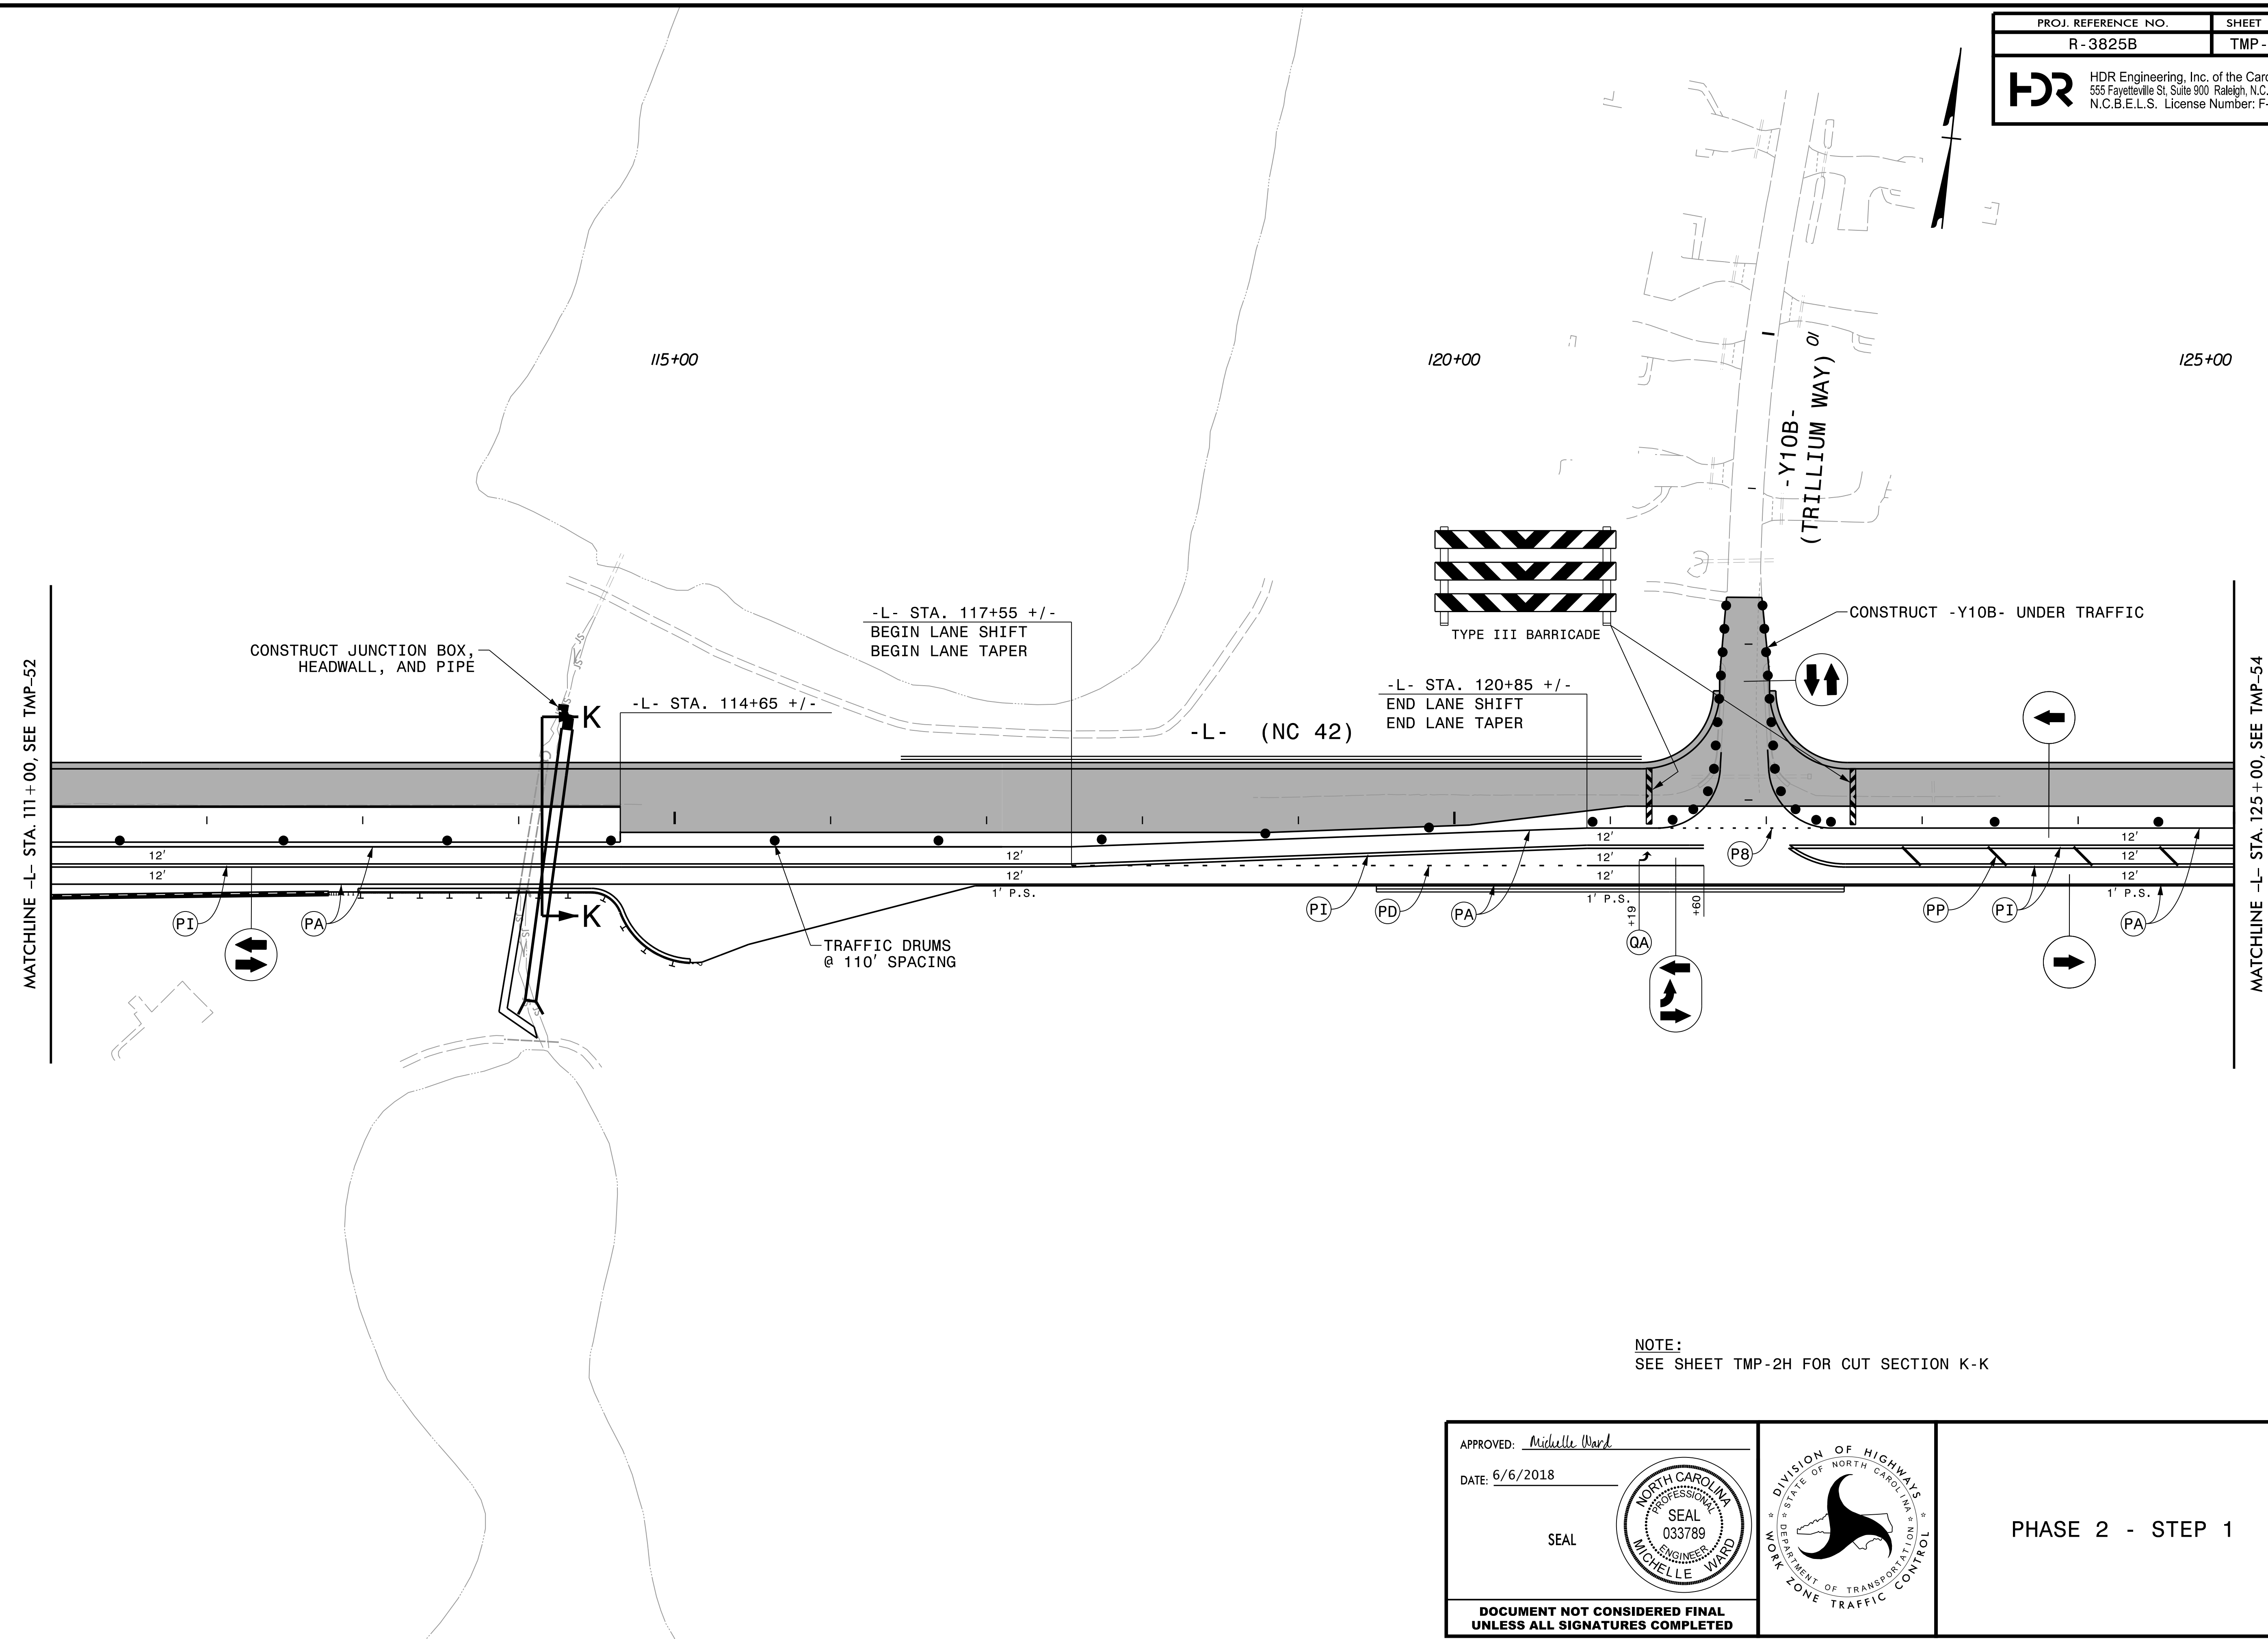 PROJ. REFERENCE NO.
SHEET
R-3825B
TMP-
HDR
HDR Engineering, Inc. of the Car
555 Fayetteville St, Suite 900 Raleigh, N.C.
N.C.B.E.L.S. License Number: F-
115+00
120+00
125+00
10
-Y10B-
(TRILLIUM WAY)
TYPE III BARRICADE
CONSTRUCT -Y10B- UNDER TRAFFIC
-L- STA. 117+55 +/-
BEGIN LANE SHIFT
BEGIN LANE TAPER
CONSTRUCT JUNCTION BOX,
HEADWALL, AND PIPE
-L- STA. 114+65 +/-
-L- STA. 120+85 +/-
END LANE SHIFT
END LANE TAPER
K
-L- (NC 42)
MATCHLINE -L- STA. 111+00, SEE TMP-52
MATCHLINE -L- STA. 125+00, SEE TMP-54
JS
JS
JS
JS
JS
12'
12'
12'
12'
12'
12'
12'
12'
12'
12'
1' P.S.
1' P.S.
1' P.S.
P8
K
PI
PA
PI
PD
PA
+19
+60
QA
PP
PI
PA
TRAFFIC DRUMS
@ 110' SPACING
NOTE:
SEE SHEET TMP-2H FOR CUT SECTION K-K
APPROVED: Michelle Ward
DATE: 6/6/2018
SEAL
NORTH CAROLINA
PROFESSIONAL
SEAL
033789
ENGINEER
MICHELLE WARD
DOCUMENT NOT CONSIDERED FINAL
UNLESS ALL SIGNATURES COMPLETED
DIVISION OF HIGHWAYS
STATE OF NORTH CAROLINA
DEPARTMENT OF TRANSPORTATION
WORK ZONE TRAFFIC CONTROL
PHASE 2 - STEP 1